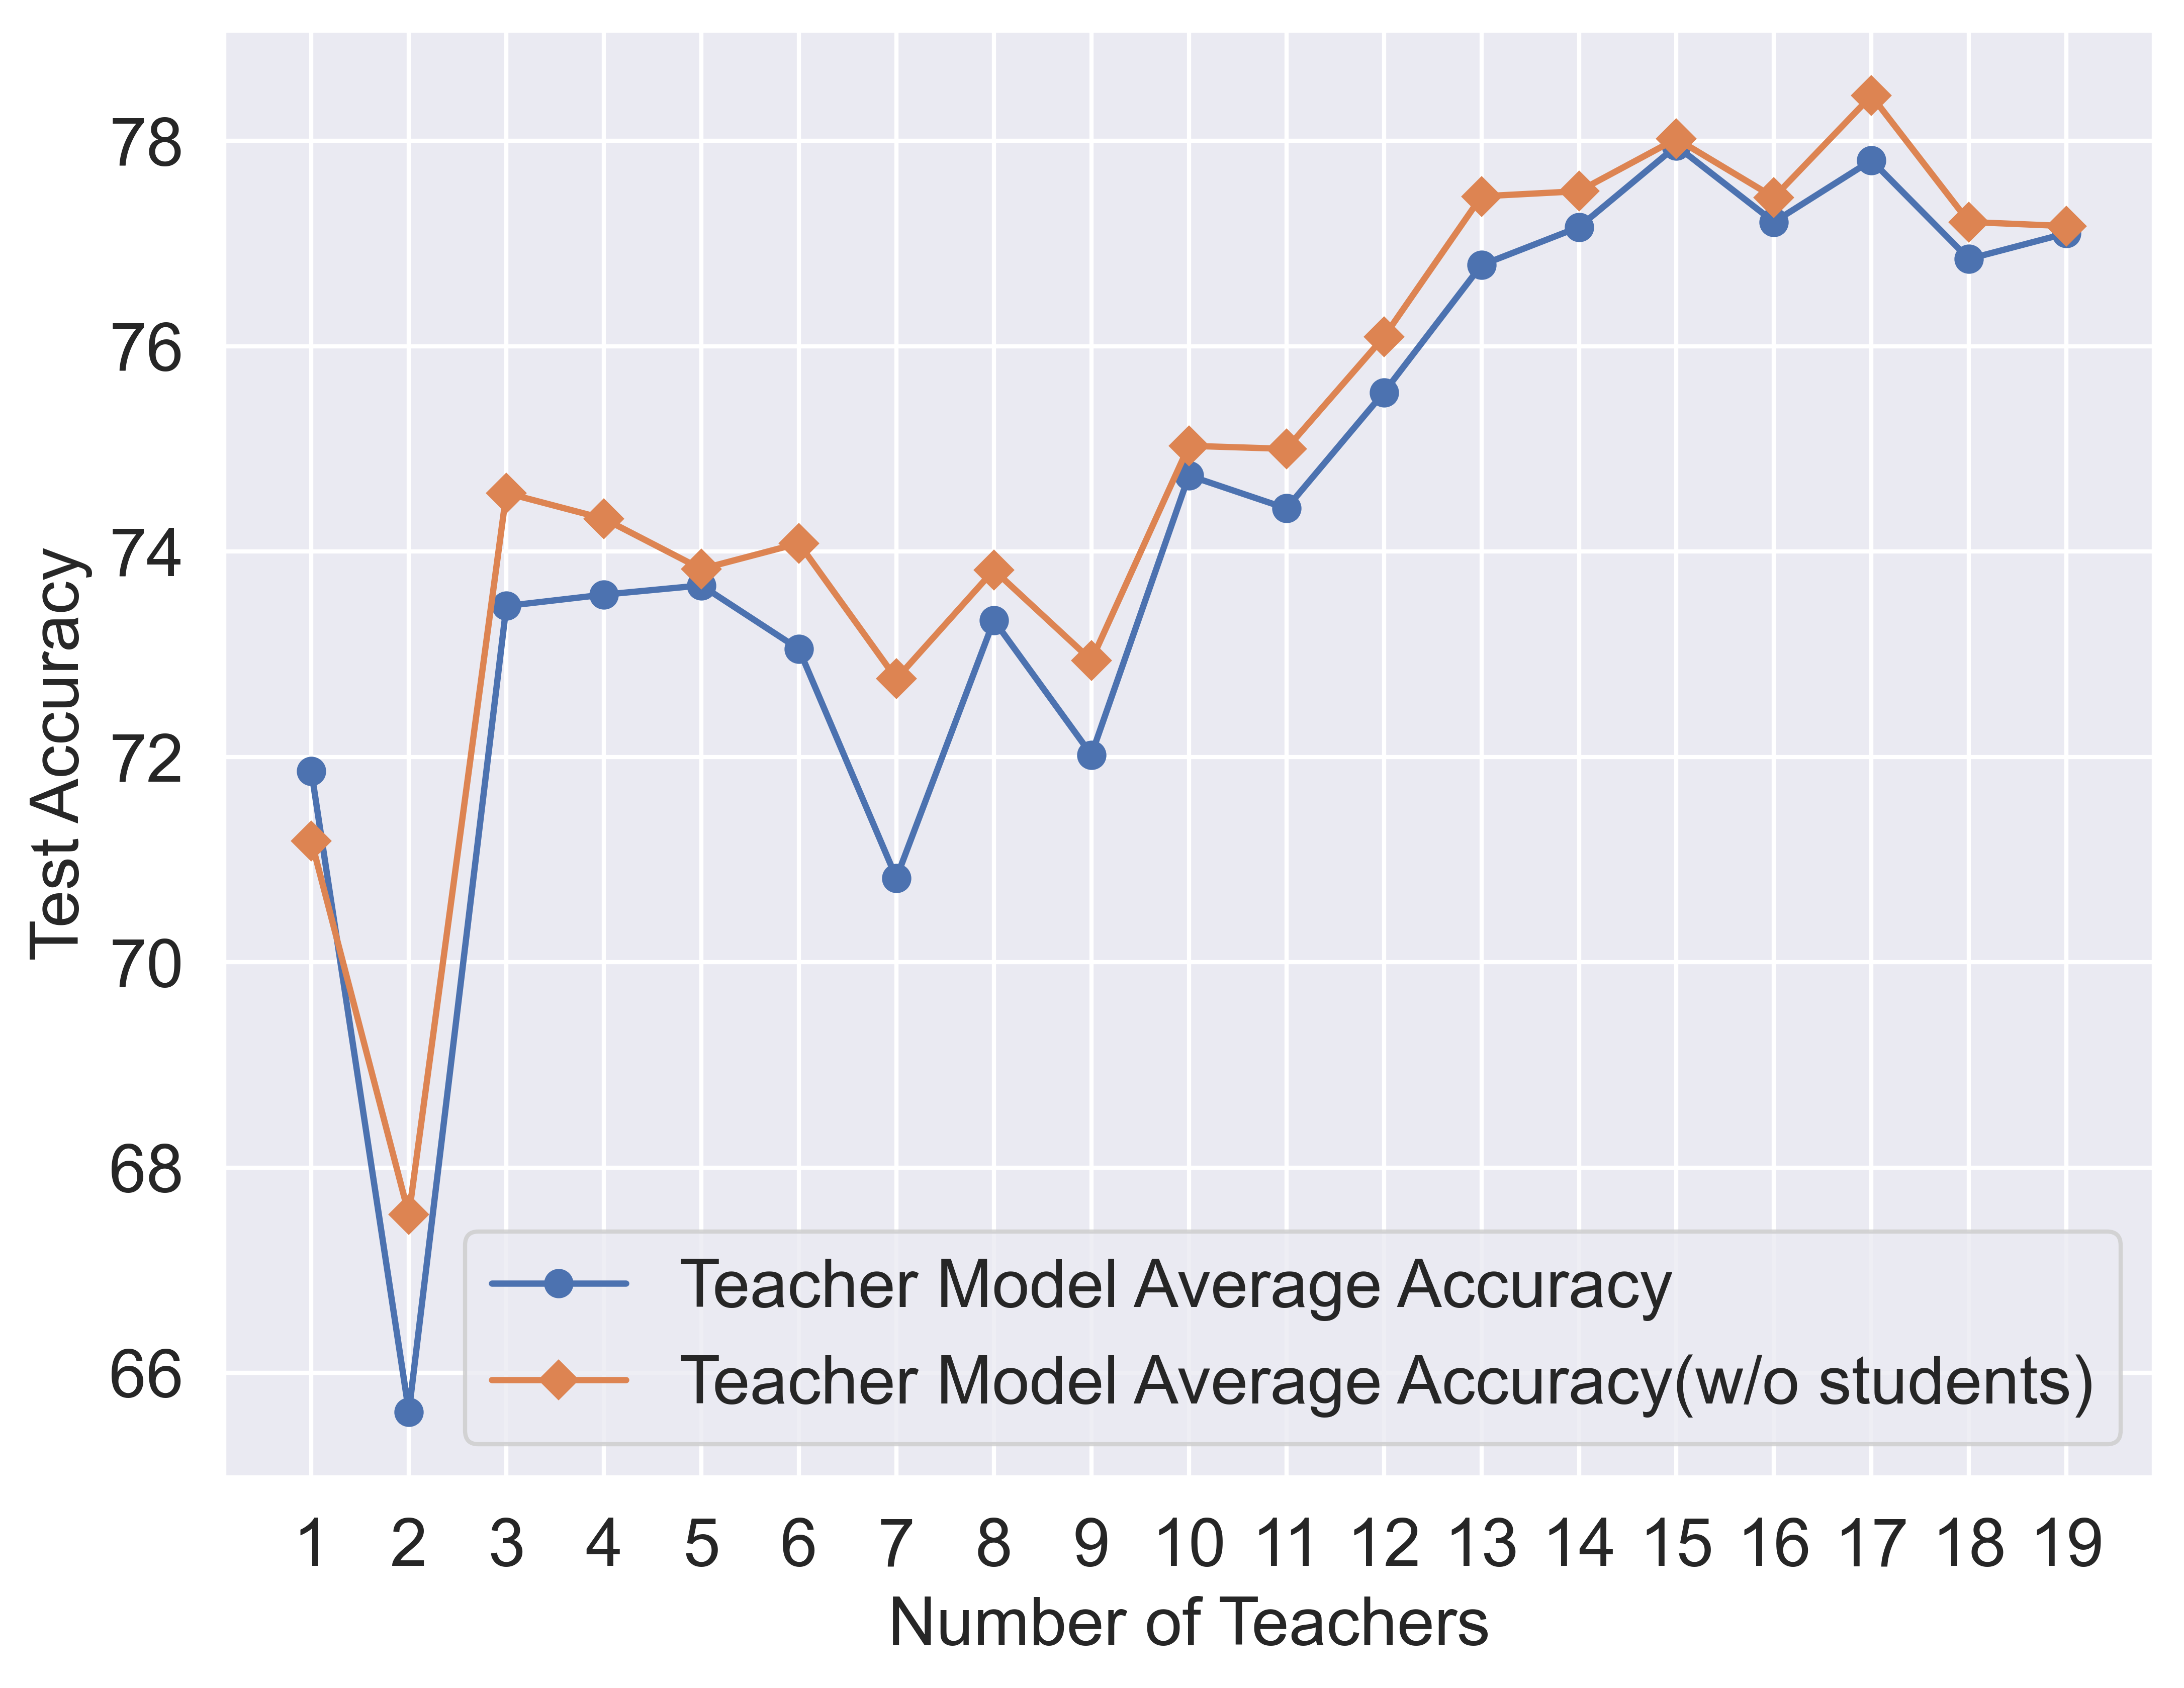 78
76
74
72
70
68
66
Test Accuracy
Teacher Model Average Accuracy
Teacher Model Average Accuracy(w/o students)
1 2 3 4 5 6 7 8 9 10 11 12 13 14 15 16 17 18 19
Number of Teachers